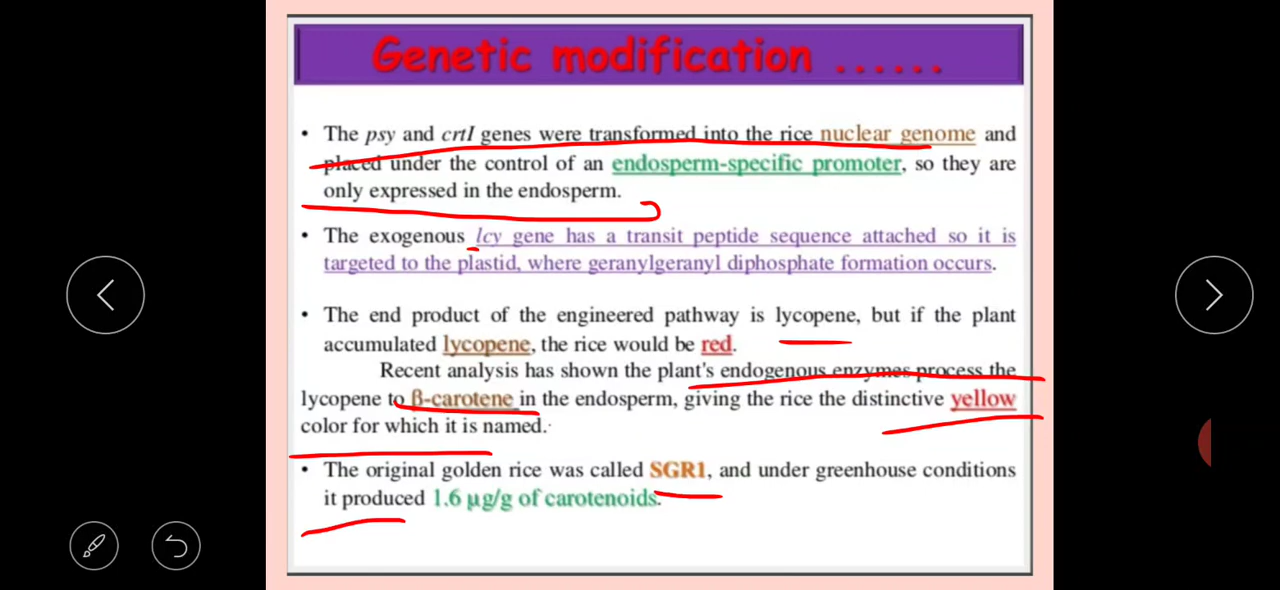 Genetic modification ......
• The psy and crtI genes were transformed into the rice nuclear genome and
placed under the control of an endosperm-specific promoter, so they are
only expressed in the endosperm.
• The exogenous lcy gene has a transit peptide sequence attached so it is
targeted to the plastid, where geranylgeranyl diphosphate formation occurs.
• The end product of the engineered pathway is lycopene, but if the plant
accumulated lycopene, the rice would be red.
Recent analysis has shown the plant's endogenous enzymes process the
lycopene to β-carotene in the endosperm, giving the rice the distinctive yellow
color for which it is named.
• The original golden rice was called SGR1, and under greenhouse conditions
it produced 1.6 µg/g of carotenoids.